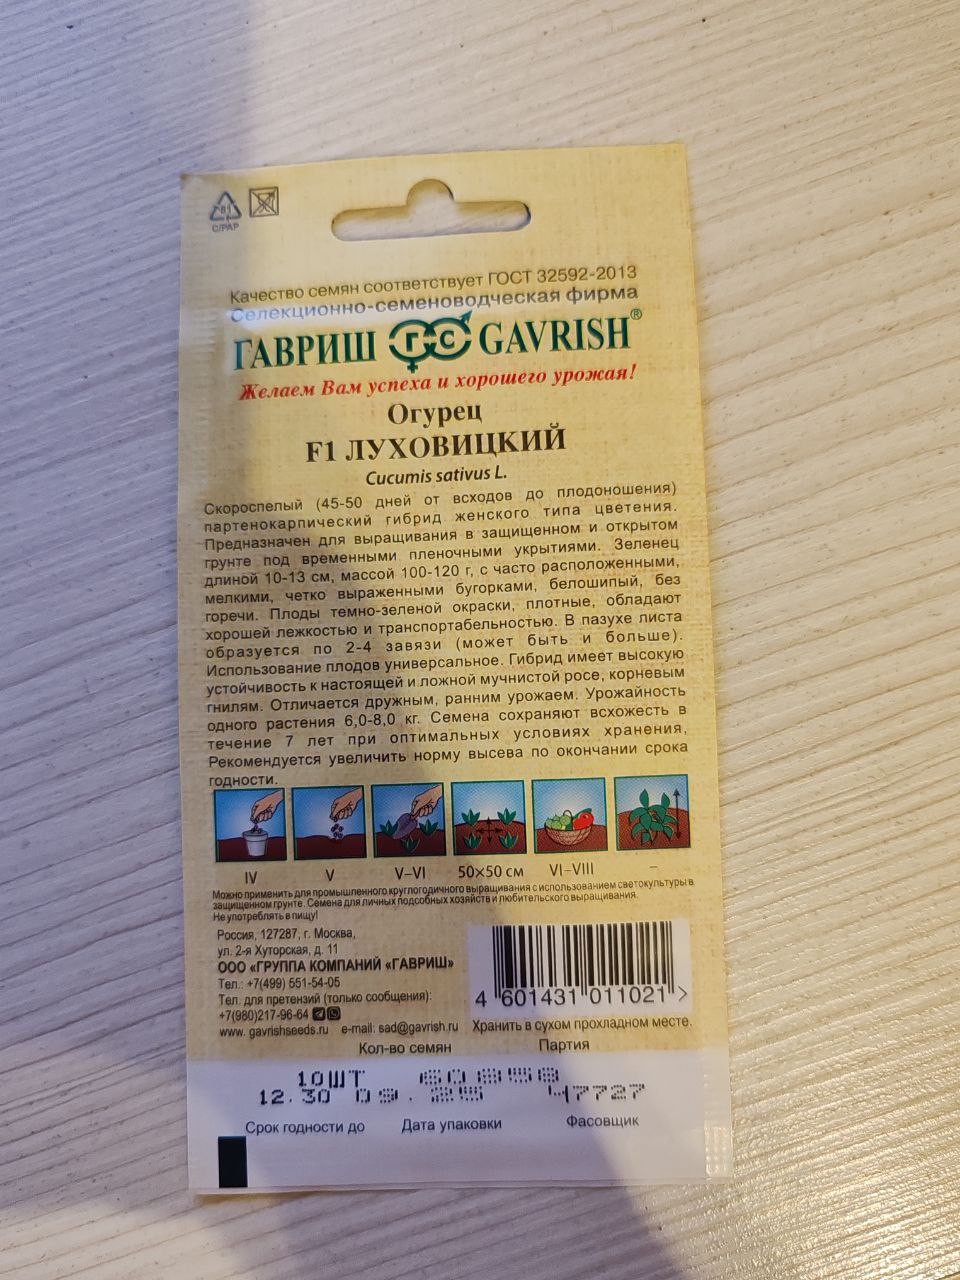 81
C/PAP
Качество семян соответствует ГОСТ 32592-2013
Селекционно-семеноводческая фирма
ГАВРИШ ГС GAVRISH®
Желаем Вам успеха и хорошего урожая!
Огурец
F1 ЛУХОВИЦКИЙ
Cucumis sativus L.
Скороспелый (45-50 дней от всходов до плодоношения)
партенокарпический гибрид женского типа цветения.
Предназначен для выращивания в защищенном и открытом
грунте под временными пленочными укрытиями. Зеленец
длиной 10-13 см, массой 100-120 г, с часто расположенными,
мелкими, четко выраженными бугорками, белошипый, без
горечи. Плоды темно-зеленой окраски, плотные, обладают
хорошей лежкостью и транспортабельностью. В пазухе листа
образуется по 2-4 завязи (может быть и больше).
Использование плодов универсальное. Гибрид имеет высокую
устойчивость к настоящей и ложной мучнистой росе, корневым
гнилям. Отличается дружным, ранним урожаем. Урожайность
одного растения 6,0-8,0 кг. Семена сохраняют всхожесть в
течение 7 лет при оптимальных условиях хранения,
Рекомендуется увеличить норму высева по окончании срока
годности.
IV V V–VI 50×50 см VI–VIII –
Можно применить для промышленного круглогодичного выращивания с использованием светокультуры в
защищенном грунте. Семена для личных подсобных хозяйств и любительского выращивания.
Не употреблять в пищу!
Россия, 127287, г. Москва,
ул. 2-я Хуторская, д. 11
ООО «ГРУППА КОМПАНИЙ «ГАВРИШ»
Тел.: +7(499) 551-54-05
Тел. для претензий (только сообщения):
+7(980)217-96-64
www. gavrishseeds.ru e-mail: sad@gavrish.ru
4 601431 011021 >
Хранить в сухом прохладном месте.
Кол-во семян Партия
10ШТ 60858
12.30 09.25 47727
Срок годности до Дата упаковки Фасовщик